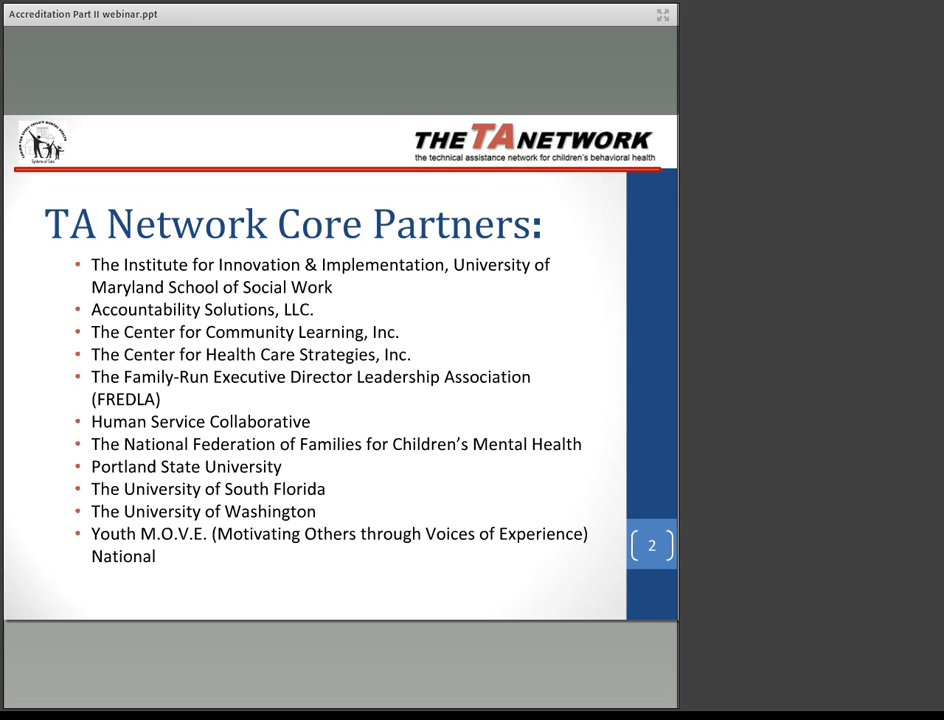 Accreditation Part II webinar.ppt
THE TA NETWORK
the technical assistance network for children's behavioral health
Systems of Care
TA Network Core Partners:
• The Institute for Innovation & Implementation, University of
Maryland School of Social Work
• Accountability Solutions, LLC.
• The Center for Community Learning, Inc.
• The Center for Health Care Strategies, Inc.
• The Family-Run Executive Director Leadership Association
(FREDLA)
• Human Service Collaborative
• The National Federation of Families for Children's Mental Health
• Portland State University
• The University of South Florida
• The University of Washington
• Youth M.O.V.E. (Motivating Others through Voices of Experience)
National
2